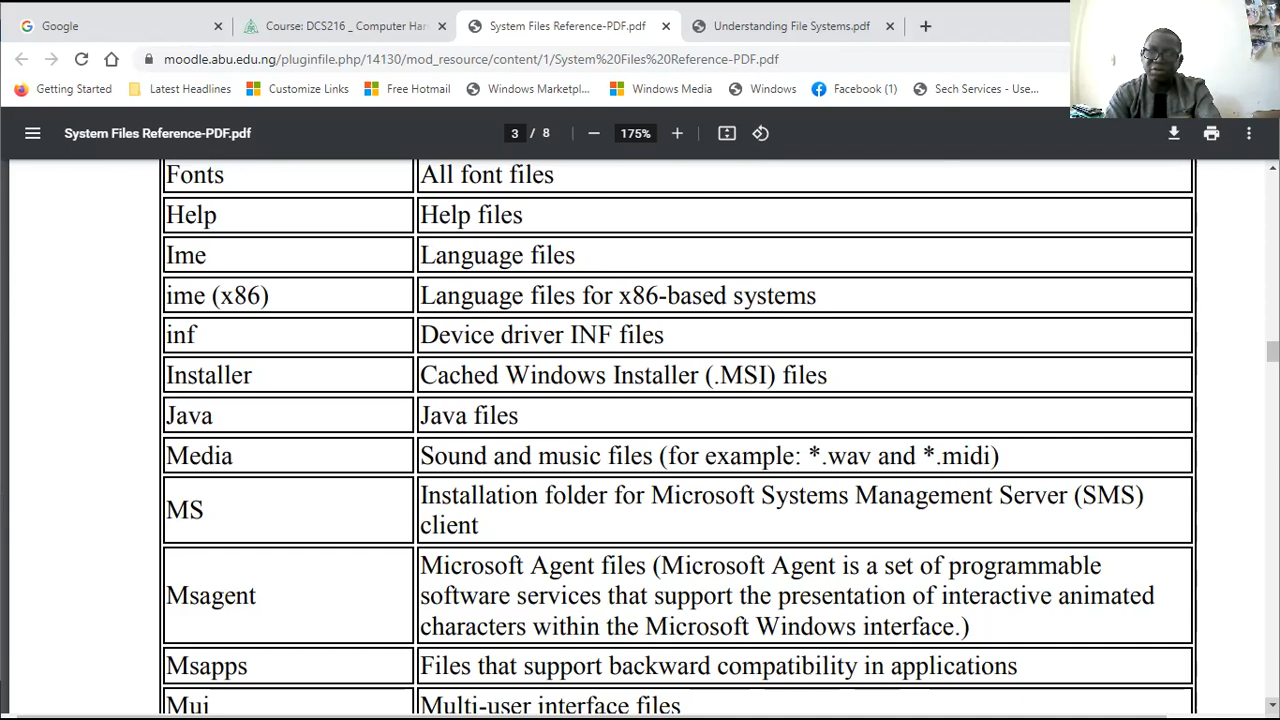 Google
Course: DCS216 _ Computer Har
System Files Reference-PDF.pdf
Understanding File Systems.pdf
moodle.abu.edu.ng/pluginfile.php/14130/mod_resource/content/1/System%20Files%20Reference-PDF.pdf
Getting Started
Latest Headlines
Customize Links
Free Hotmail
Windows Marketpl...
Windows Media
Windows
Facebook (1)
Sech Services - Use...
System Files Reference-PDF.pdf
3 / 8
175%
Fonts
All font files
Help
Help files
Ime
Language files
ime (x86)
Language files for x86-based systems
inf
Device driver INF files
Installer
Cached Windows Installer (.MSI) files
Java
Java files
Media
Sound and music files (for example: *.wav and *.midi)
MS
Installation folder for Microsoft Systems Management Server (SMS)
client
Msagent
Microsoft Agent files (Microsoft Agent is a set of programmable
software services that support the presentation of interactive animated
characters within the Microsoft Windows interface.)
Msapps
Files that support backward compatibility in applications
Mui
Multi-user interface files